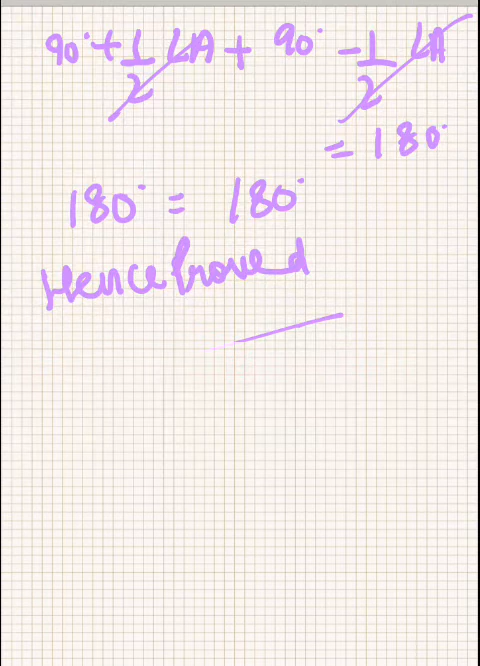 90° + 1/2 ∠A + 90° - 1/2 ∠A
= 180°
180° = 180°
Hence Proved